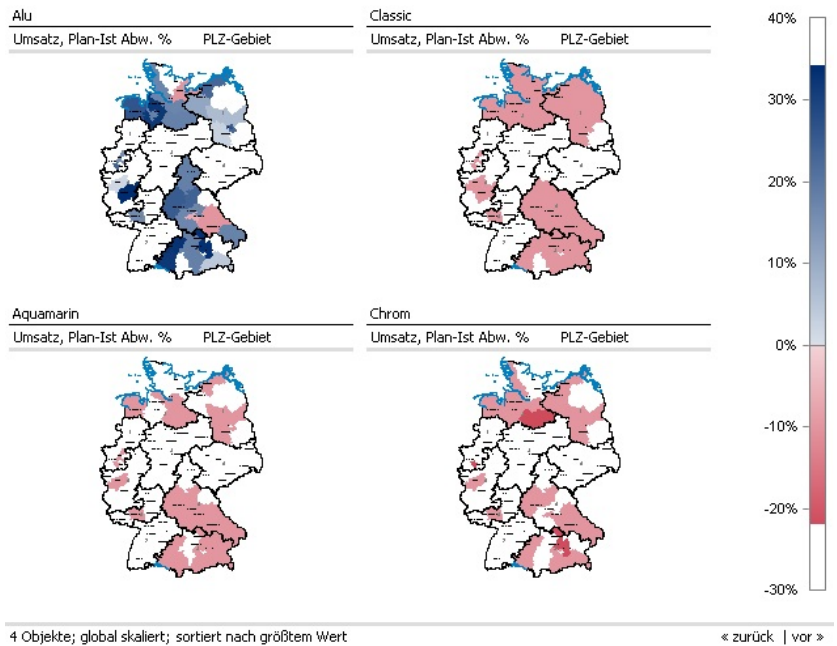 Alu
Umsatz, Plan-Ist Abw. % PLZ-Gebiet
Classic
Umsatz, Plan-Ist Abw. % PLZ-Gebiet
Aquamarin
Umsatz, Plan-Ist Abw. % PLZ-Gebiet
Chrom
Umsatz, Plan-Ist Abw. % PLZ-Gebiet
40%
30%
20%
10%
0%
-10%
-20%
-30%
4 Objekte; global skaliert; sortiert nach größtem Wert
« zurück | vor »